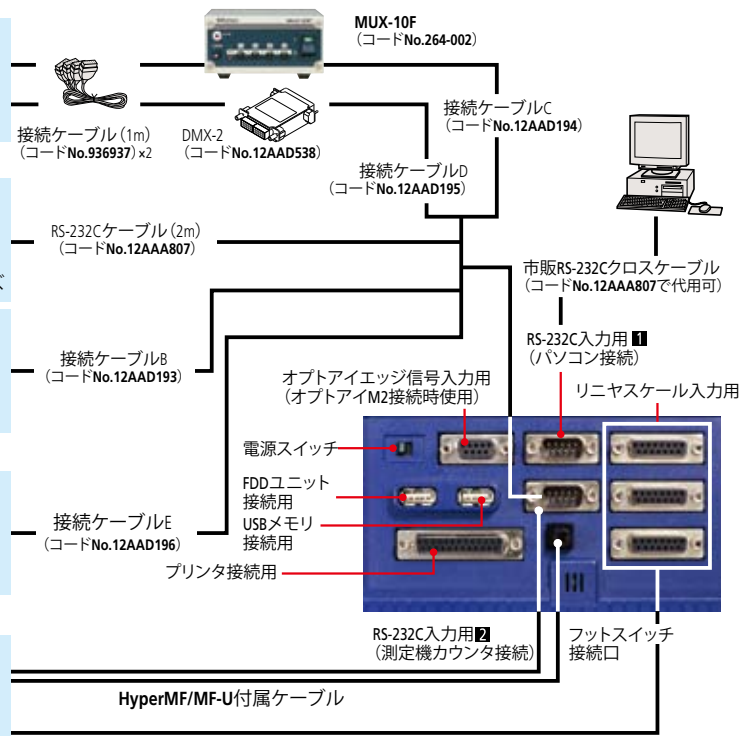 MUX-10F
（コードNo.264-002）
接続ケーブル（1m）
（コードNo.936937）×2
DMX-2
（コードNo.12AAD538）
接続ケーブルC
（コードNo.12AAD194）
接続ケーブルD
（コードNo.12AAD195）
RS-232Cケーブル（2m）
（コードNo.12AAA807）
ズ
市販RS-232Cクロスケーブル
（コードNo.12AAA807で代用可）
接続ケーブルB
（コードNo.12AAD193）
RS-232C入力用1
（パソコン接続）
オプトアイエッジ信号入力用
（オプトアイM2接続時使用）
リニヤスケール入力用
電源スイッチ
FDDユニット
接続用
USBメモリ
接続用
接続ケーブルE
（コードNo.12AAD196）
プリンタ接続用
RS-232C入力用2
（測定機カウンタ接続）
フットスイッチ
接続口
HyperMF/MF-U付属ケーブル